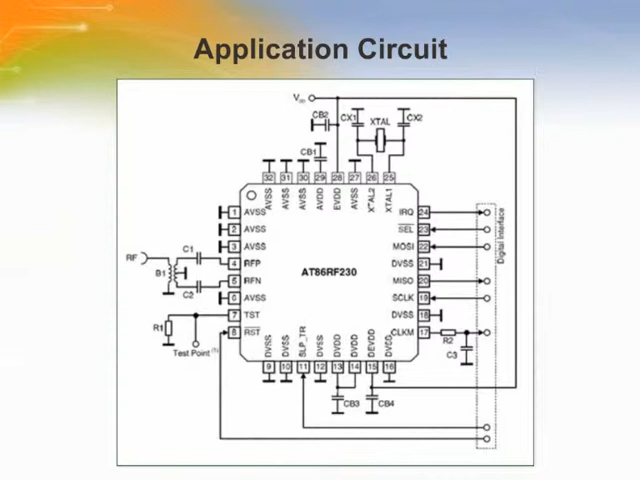 Application Circuit
VDD
CB2
CX1
XTAL
CX2
CB1
32 31 30 29 28 27 26 25
AVSS AVSS AVSS AVDD EVDD AVSS XTAL2 XTAL1
1 AVSS IRQ 24
2 AVSS SEL 23
3 AVSS MOSI 22
RF C1 4 RFP DVSS 21
B1 AT86RF230
C2 5 RFN MISO 20
6 AVSS SCLK 19
7 TST DVSS 18
R1 8 RST CLKM 17 R2
Test Point (1)
C3
Digital Interface
DVSS DVSS SLP_TR DVSS DVDD DVDD DEVDD DVSS
9 10 11 12 13 14 15 16
CB3 CB4